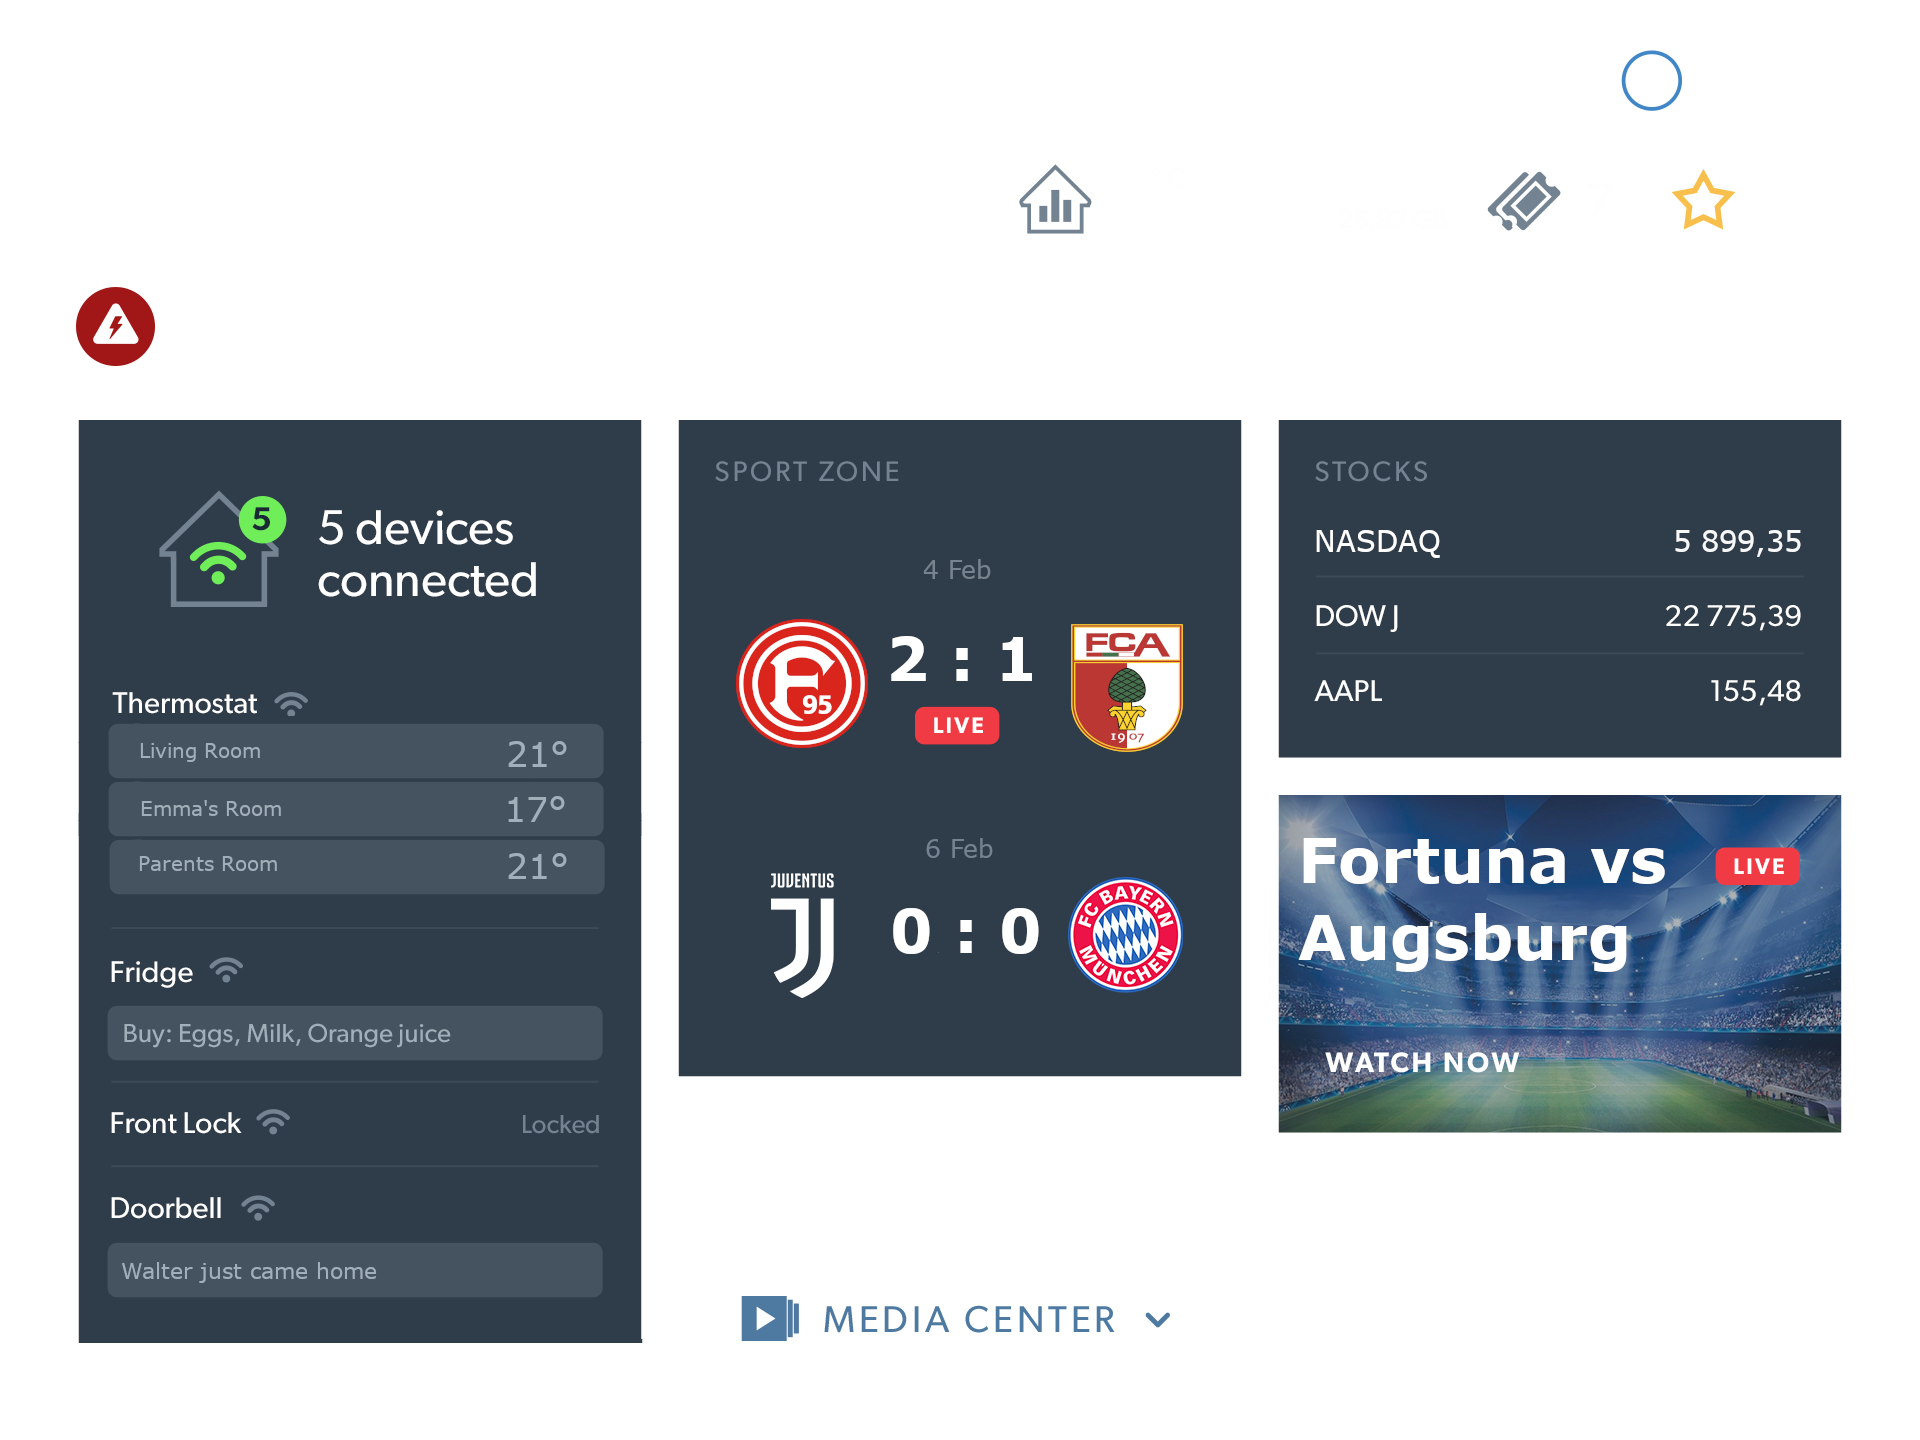 5
5 devices
connected
Thermostat
Living Room 21°
Emma's Room 17°
Parents Room 21°
Fridge
Buy: Eggs, Milk, Orange juice
Front Lock Locked
Doorbell
Walter just came home
SPORT ZONE
4 Feb
F 95
2 : 1
LIVE
FCA
1907
6 Feb
JUVENTUS
0 : 0
FC BAYERN
MÜNCHEN
STOCKS
NASDAQ 5 899,35
DOW J 22 775,39
AAPL 155,48
Fortuna vs
Augsburg
LIVE
WATCH NOW
MEDIA CENTER